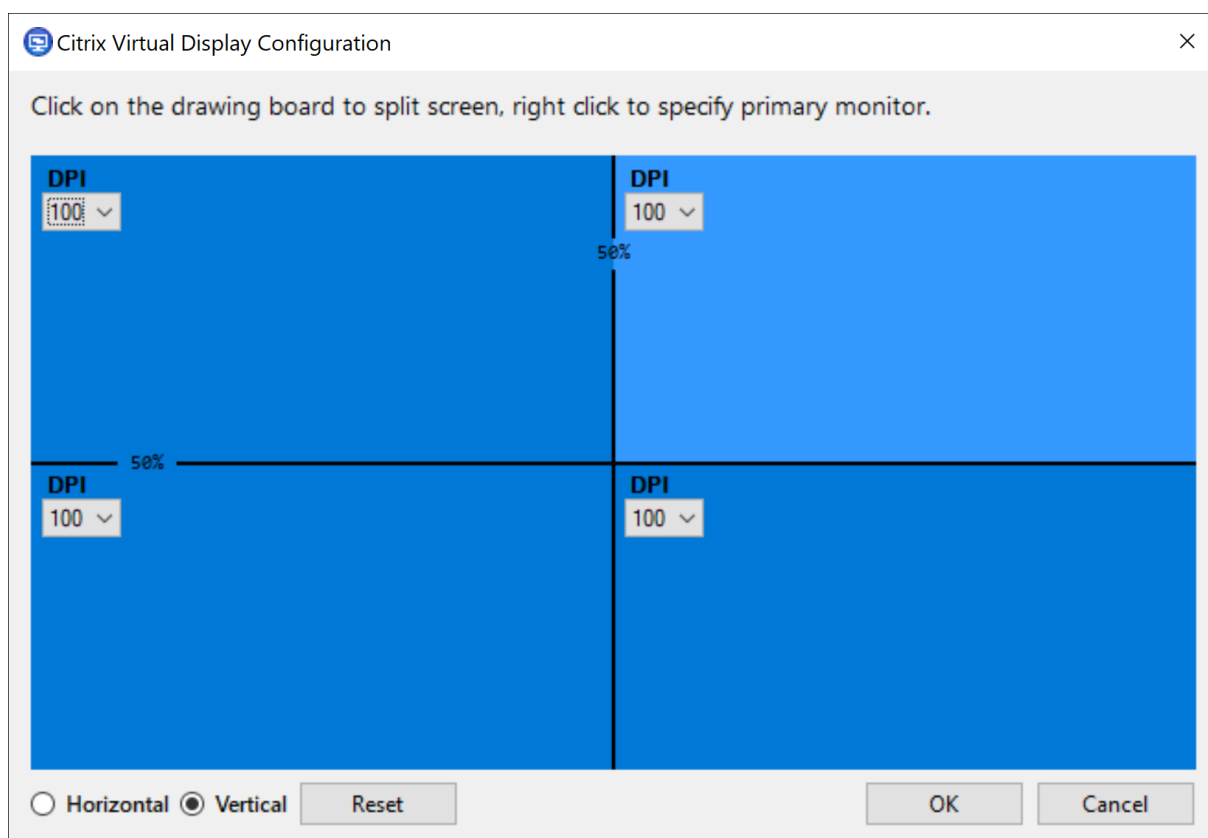 Citrix Virtual Display Configuration
Click on the drawing board to split screen, right click to specify primary monitor.
DPI
100
DPI
100
50%
50%
DPI
100
DPI
100
Horizontal Vertical Reset OK Cancel